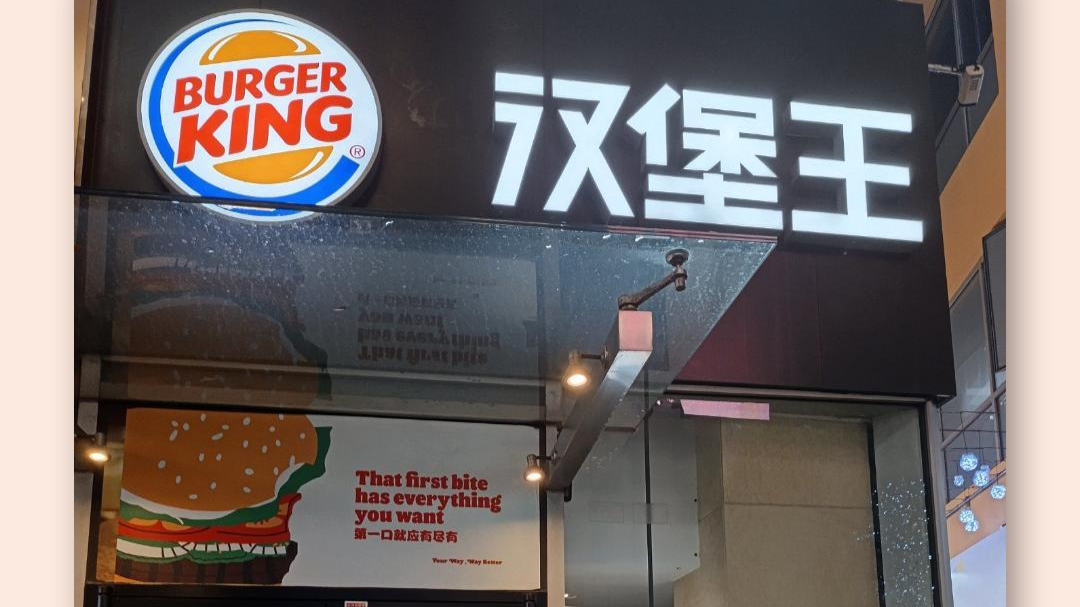 BURGER
KING
®
汉堡王
That first bite
has everything
you want
第一口就应有尽有
Your Way, Way Better